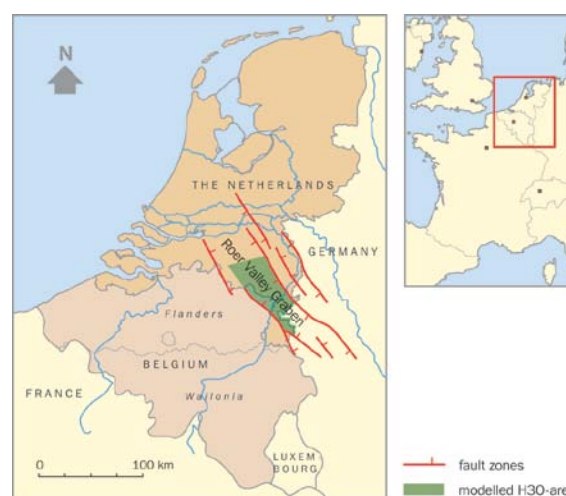 N
THE NETHERLANDS
GERMANY
Roer Valley Graben
Flanders
BELGIUM
FRANCE
Wallonia
LUXEM
BOURG
0 100 km
fault zones
modelled H3O-are